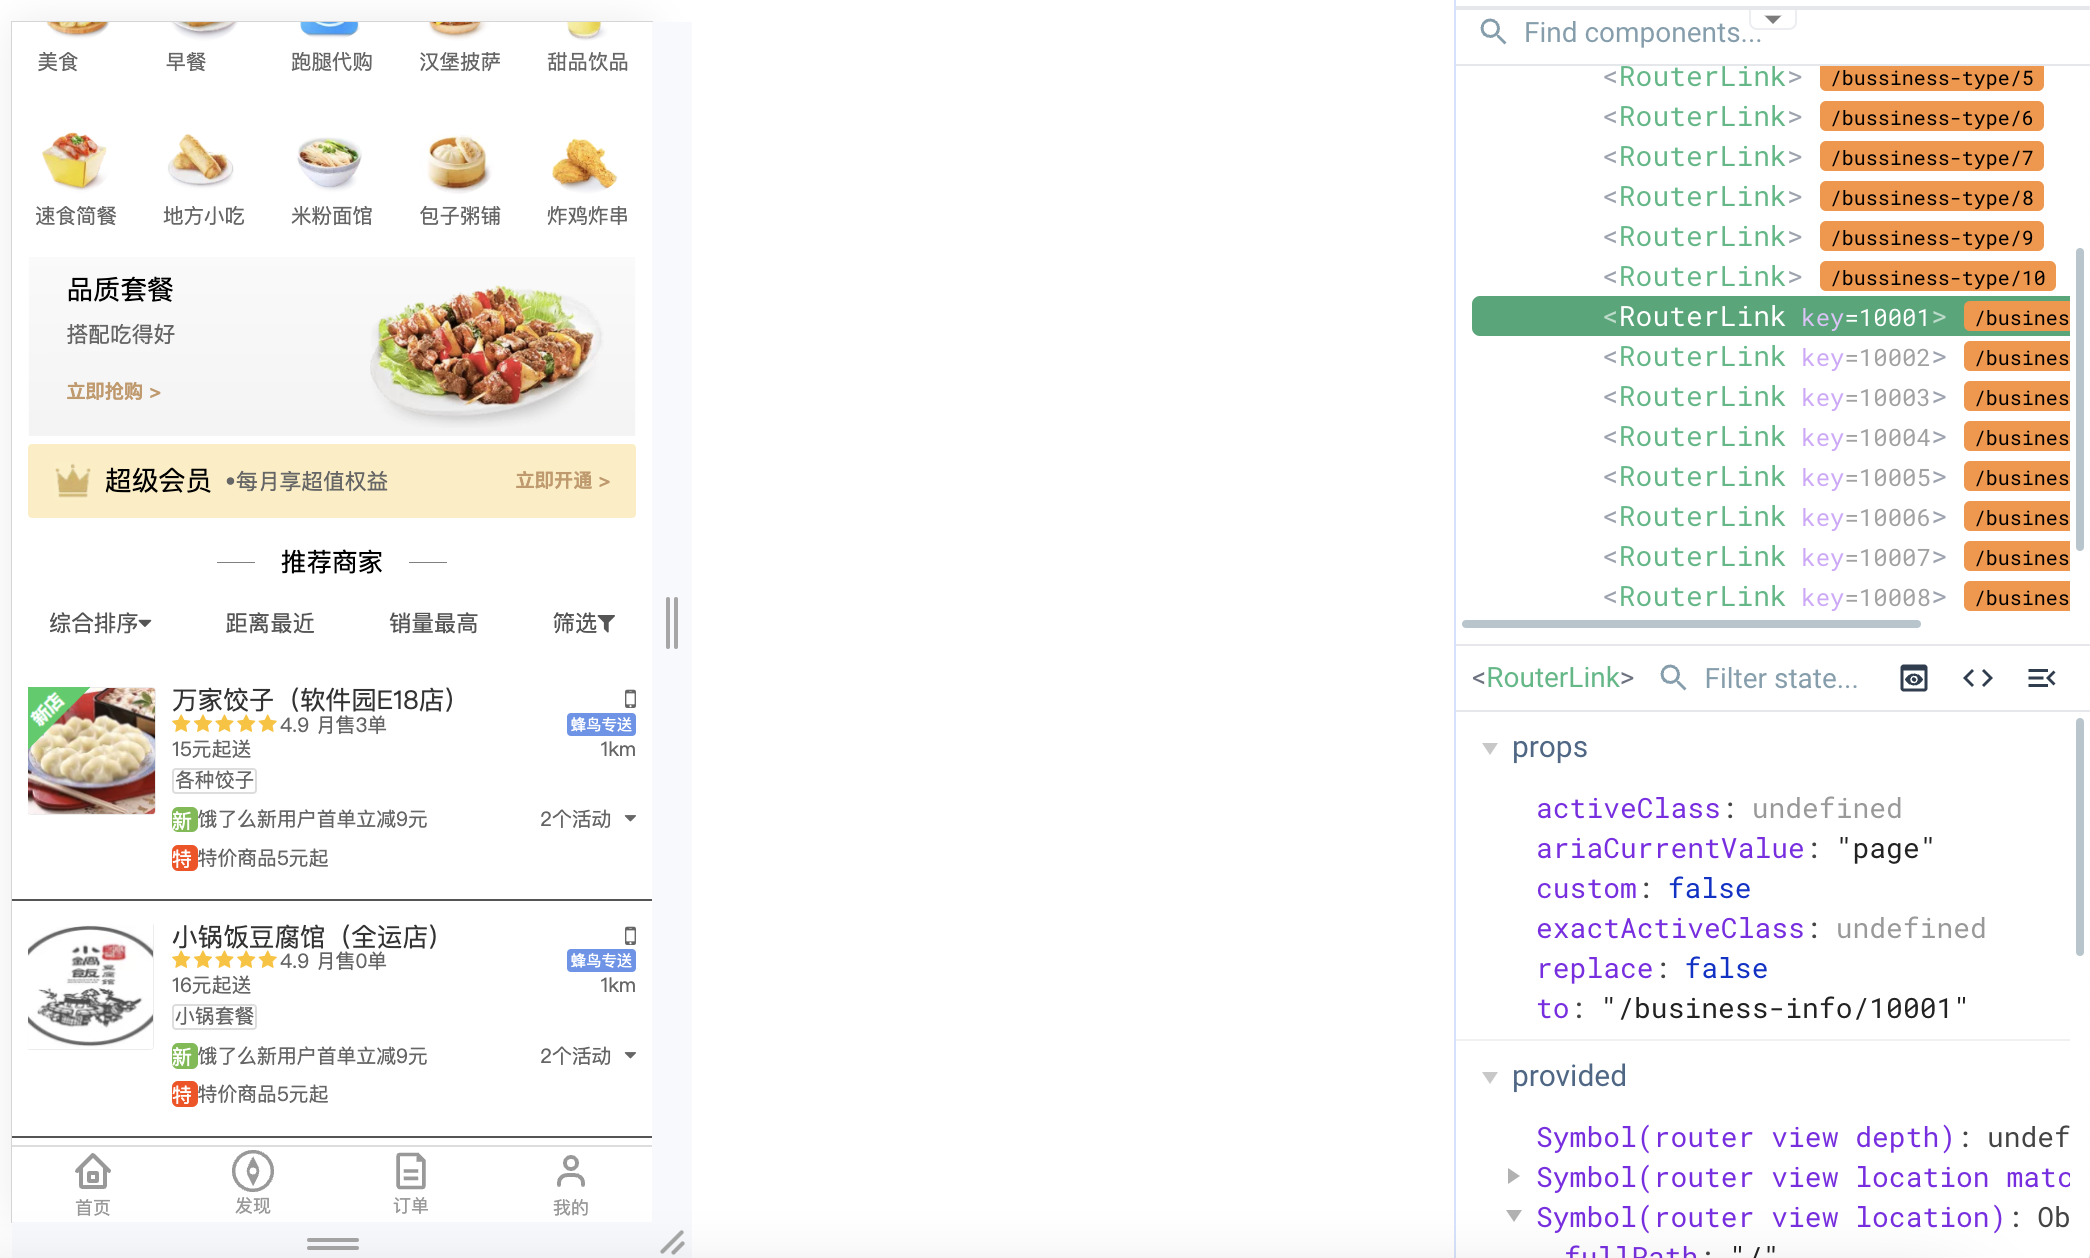 美食 早餐 跑腿代购 汉堡披萨 甜品饮品
速食简餐 地方小吃 米粉面馆 包子粥铺 炸鸡炸串
品质套餐
搭配吃得好
立即抢购 >
超级会员 •每月享超值权益 立即开通 >
推荐商家
综合排序 距离最近 销量最高 筛选
新店
万家饺子（软件园E18店）
4.9 月售3单 蜂鸟专送
15元起送 1km
各种饺子
新 饿了么新用户首单立减9元 2个活动
特 特价商品5元起
小锅饭豆腐馆（全运店）
4.9 月售0单 蜂鸟专送
16元起送 1km
小锅套餐
新 饿了么新用户首单立减9元 2个活动
特 特价商品5元起
首页 发现 订单 我的
Find components...
<RouterLink> /bussiness-type/5
<RouterLink> /bussiness-type/6
<RouterLink> /bussiness-type/7
<RouterLink> /bussiness-type/8
<RouterLink> /bussiness-type/9
<RouterLink> /bussiness-type/10
<RouterLink key=10001> /busines
<RouterLink key=10002> /busines
<RouterLink key=10003> /busines
<RouterLink key=10004> /busines
<RouterLink key=10005> /busines
<RouterLink key=10006> /busines
<RouterLink key=10007> /busines
<RouterLink key=10008> /busines
<RouterLink> Filter state...
props
activeClass: undefined
ariaCurrentValue: "page"
custom: false
exactActiveClass: undefined
replace: false
to: "/business-info/10001"
provided
Symbol(router view depth): undef
Symbol(router view location matc
Symbol(router view location): Ob
fullPath: "/"